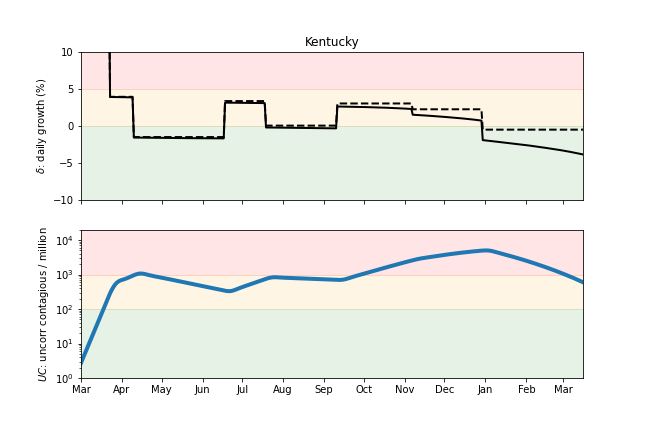 Kentucky
δ: daily growth (%)
10
5
0
−5
−10
UC: uncorr contagious / million
10⁴
10³
10²
10¹
10⁰
Mar Apr May Jun Jul Aug Sep Oct Nov Dec Jan Feb Mar